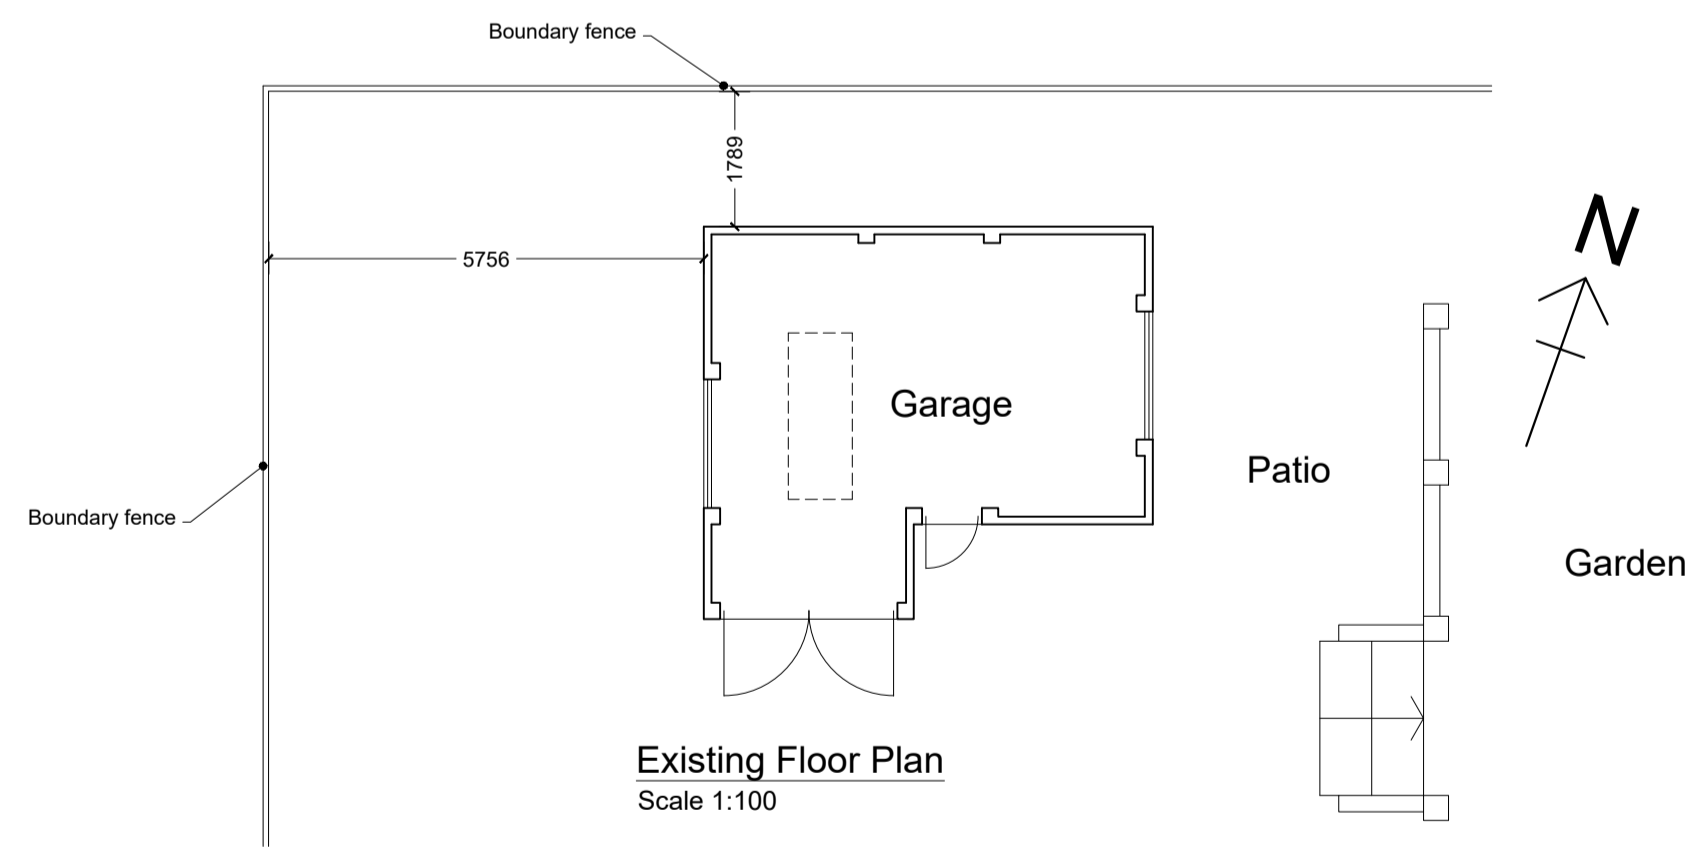 Boundary fence
1789
N
5756
Garage
Patio
Boundary fence
Garden
Existing Floor Plan
Scale 1:100